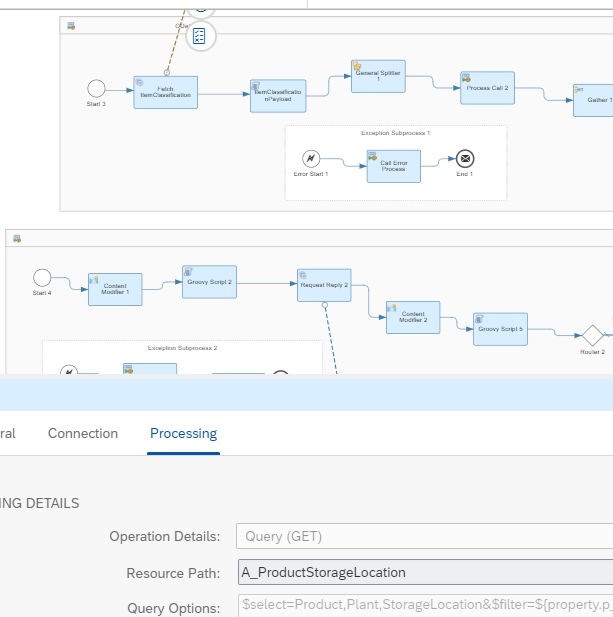 Start 3
Fetch
ItemClassification
ItemClassificatio
nPayload
General Splitter
1
Process Call 2
Gather 1
Exception Subprocess 1
Error Start 1
Call Error
Process
End 1
Start 4
Content
Modifier 1
Groovy Script 2
Request Reply 2
Content
Modifier 2
Groovy Script 5
Router 2
Exception Subprocess 2
ral
Connection
Processing
NG DETAILS
Operation Details:
Query (GET)
Resource Path:
A_ProductStorageLocation
Query Options:
$select=Product,Plant,StorageLocation&$filter=${property.p_